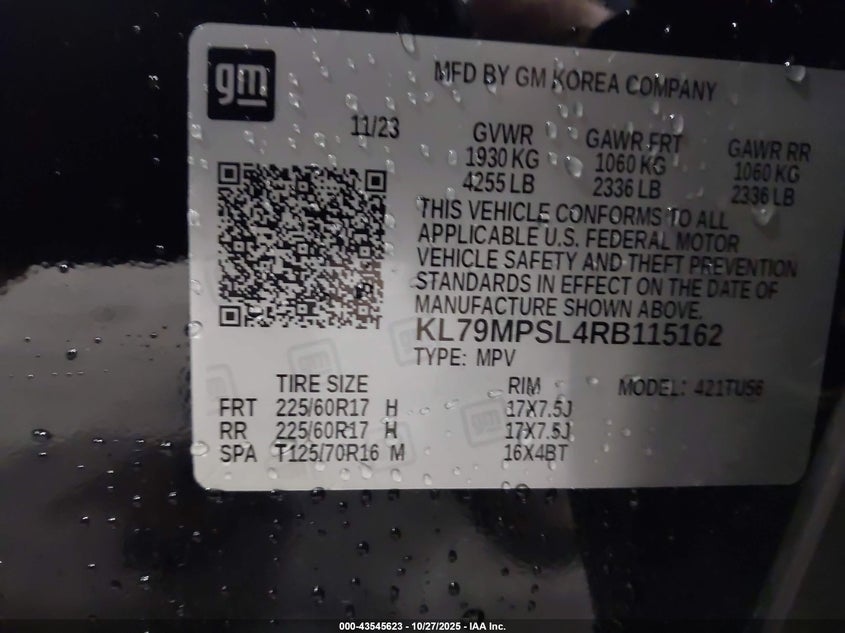 gm
MFD BY GM KOREA COMPANY
11/23
GVWR
1930 KG
4255 LB
GAWR FRT
1060 KG
2336 LB
GAWR RR
1060 KG
2336 LB
THIS VEHICLE CONFORMS TO ALL
APPLICABLE U.S. FEDERAL MOTOR
VEHICLE SAFETY AND THEFT PREVENTION
STANDARDS IN EFFECT ON THE DATE OF
MANUFACTURE SHOWN ABOVE.
KL79MPSL4RB115162
TYPE: MPV
TIRE SIZE RIM MODEL: 421TU56
FRT 225/60R17 H 17X7.5J
RR 225/60R17 H 17X7.5J
SPA T125/70R16 M 16X4BT
000-43545623 - 10/27/2025 - IAA Inc.